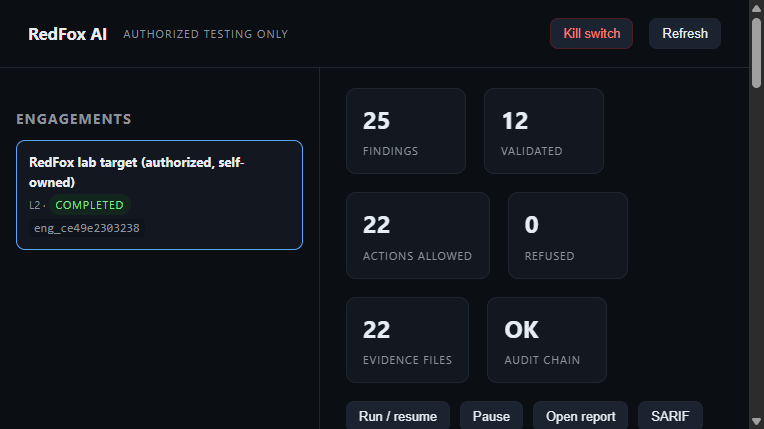 RedFox AI AUTHORIZED TESTING ONLY Kill switch Refresh
ENGAGEMENTS
RedFox lab target (authorized, self-
owned)
L2 · COMPLETED
eng_ce49e2303238
25
FINDINGS
12
VALIDATED
22
ACTIONS ALLOWED
0
REFUSED
22
EVIDENCE FILES
OK
AUDIT CHAIN
Run / resume Pause Open report SARIF